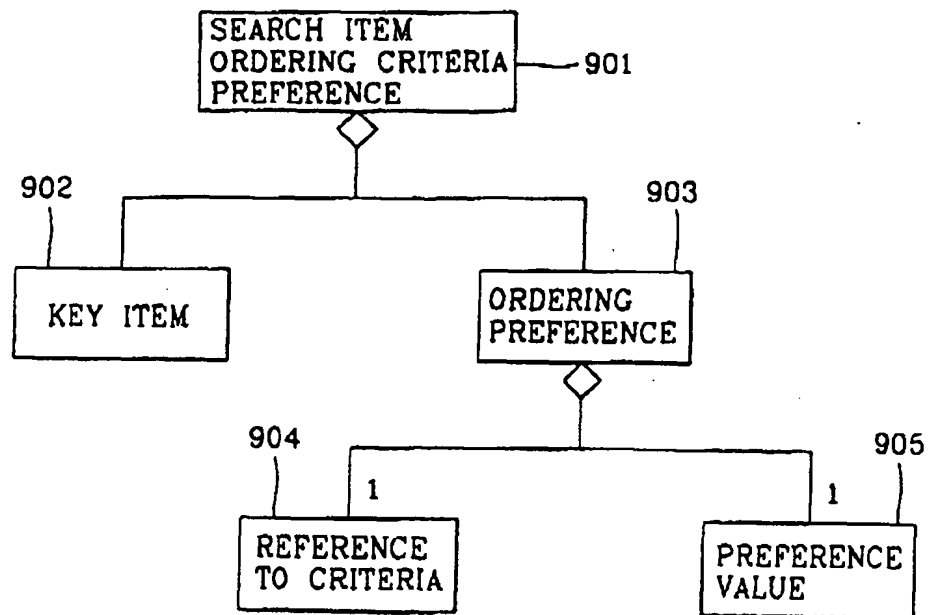 SEARCH ITEM
ORDERING CRITERIA
PREFERENCE
901
902
903
KEY ITEM
ORDERING
PREFERENCE
904
905
1
1
REFERENCE
TO CRITERIA
PREFERENCE
VALUE